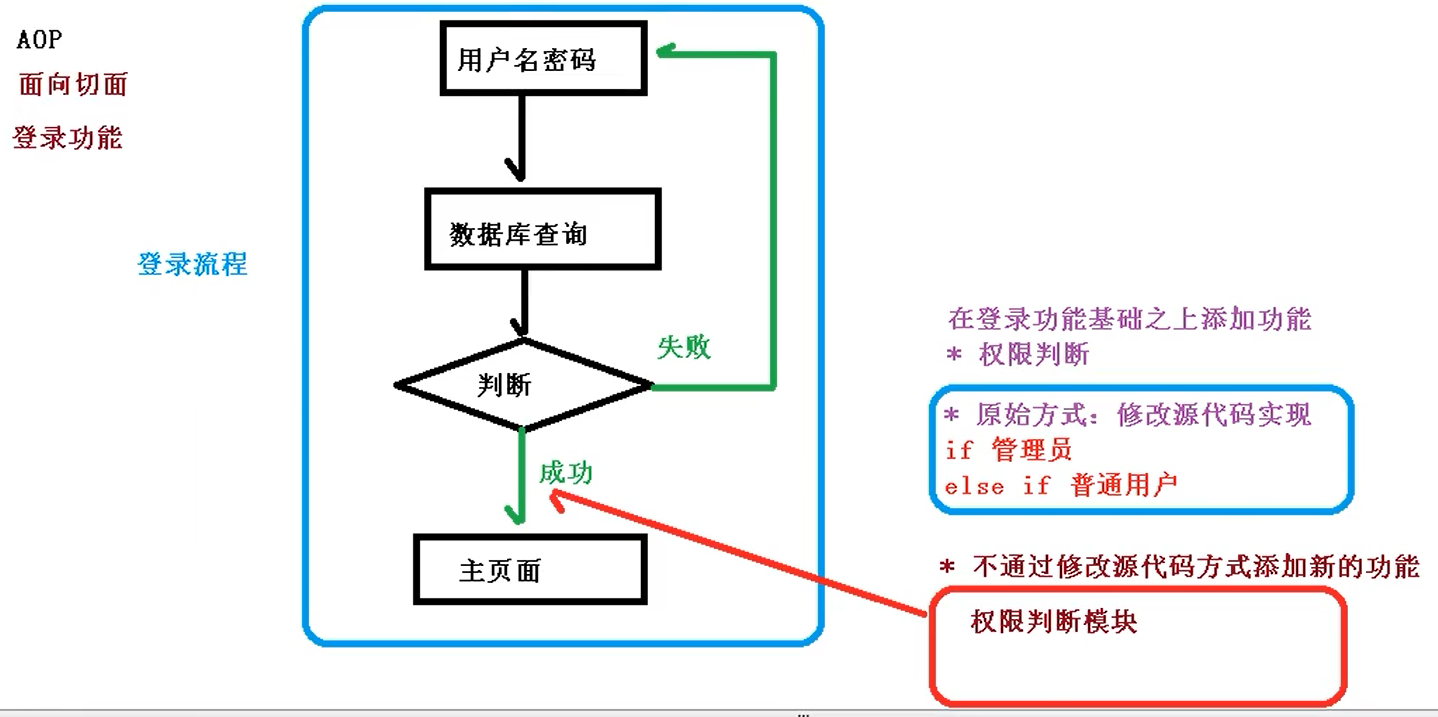 AOP
面向切面
登录功能
登录流程
用户名密码
数据库查询
判断
失败
成功
主页面
在登录功能基础之上添加功能
* 权限判断
* 原始方式：修改源代码实现
if 管理员
else if 普通用户
* 不通过修改源代码方式添加新的功能
权限判断模块